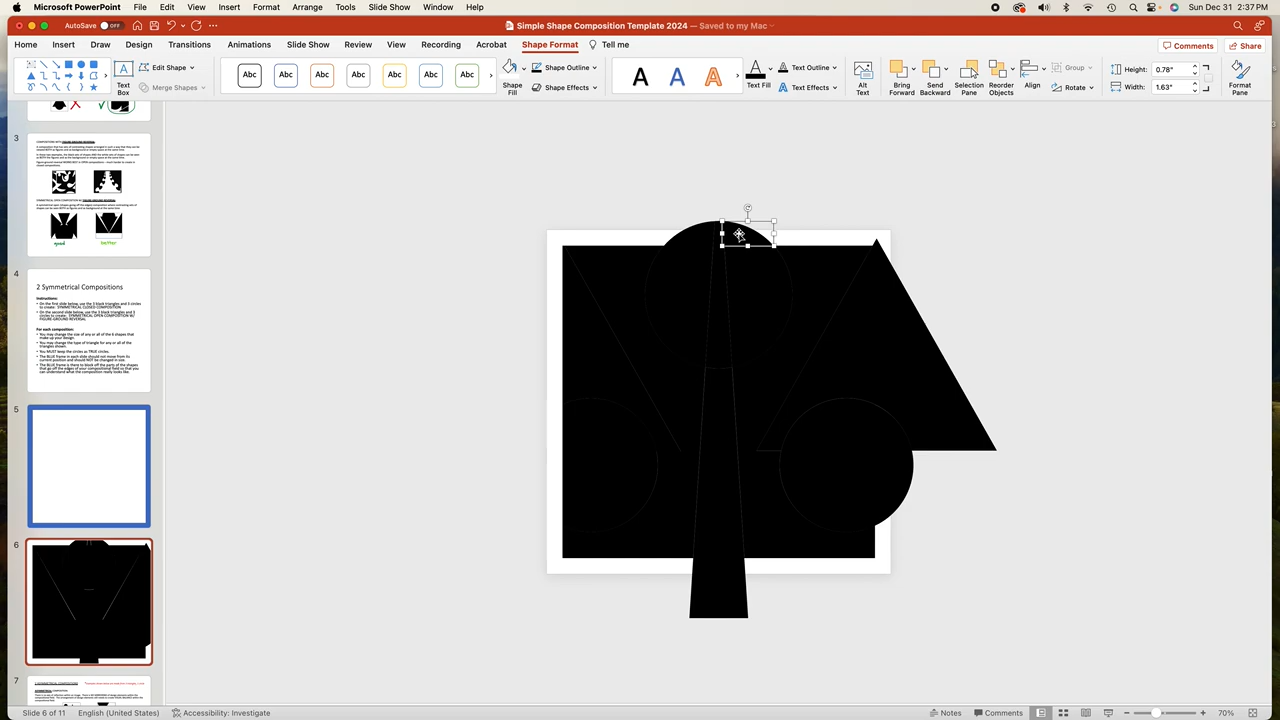 Microsoft PowerPoint File Edit View Insert Format Arrange Tools Slide Show Window Help Sun Dec 31 2:37 PM
AutoSave OFF Simple Shape Composition Template 2024 — Saved to my Mac
Home Insert Draw Design Transitions Animations Slide Show Review View Recording Acrobat Shape Format Tell me Comments Share
Text Box
Edit Shape
Merge Shapes
Abc Abc Abc Abc Abc Abc Abc
Shape Fill
Shape Outline
Shape Effects
A A A
Text Fill
Text Outline
Text Effects
Alt Text
Bring Forward
Send Backward
Selection Pane
Reorder Objects
Align
Group
Rotate
Height: 0.78"
Width: 1.63"
Format Pane
3
good better
4
2 Symmetrical Compositions
Instructions:
For each composition:
5
6
7
Slide 6 of 11 English (United States) Accessibility: Investigate Notes Comments 70%